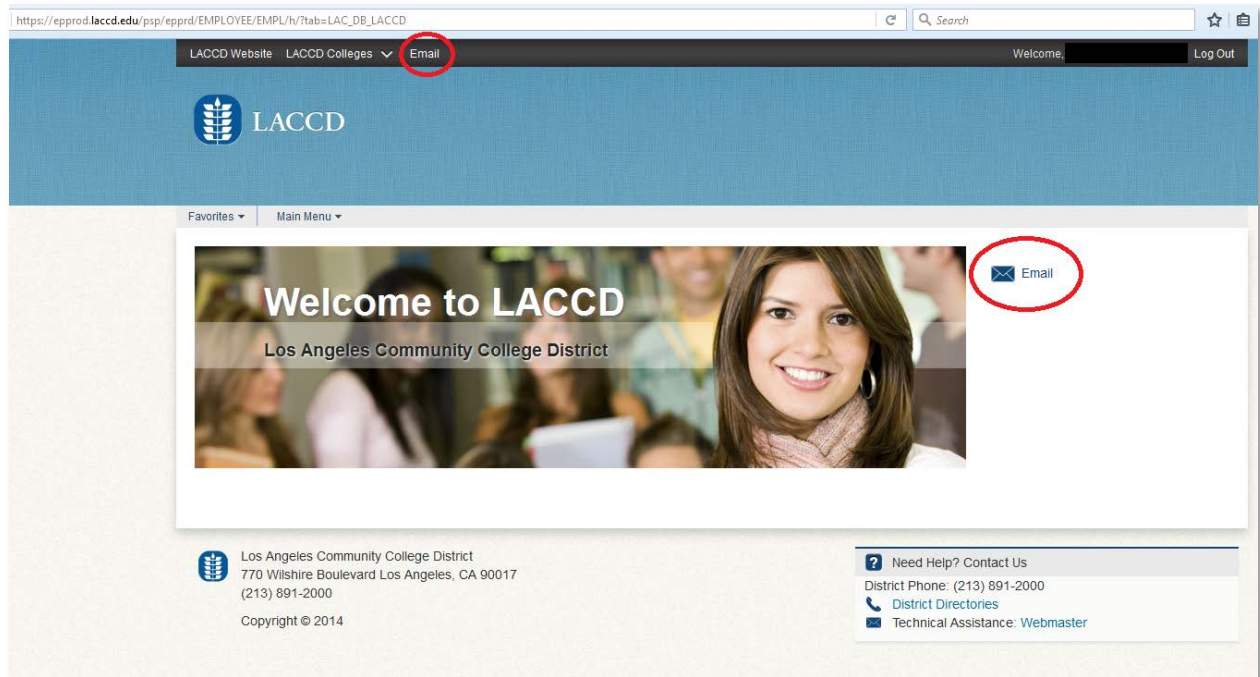 https://epprod.laccd.edu/psp/epprd/EMPLOYEE/EMPL/h/?tab=LAC_DB_LACCD
Search
LACCD Website LACCD Colleges Email Welcome, Log Out
LACCD
Favorites Main Menu
Welcome to LACCD
Los Angeles Community College District
Email
Los Angeles Community College District
770 Wilshire Boulevard Los Angeles, CA 90017
(213) 891-2000
Copyright © 2014
? Need Help? Contact Us
District Phone: (213) 891-2000
District Directories
Technical Assistance: Webmaster